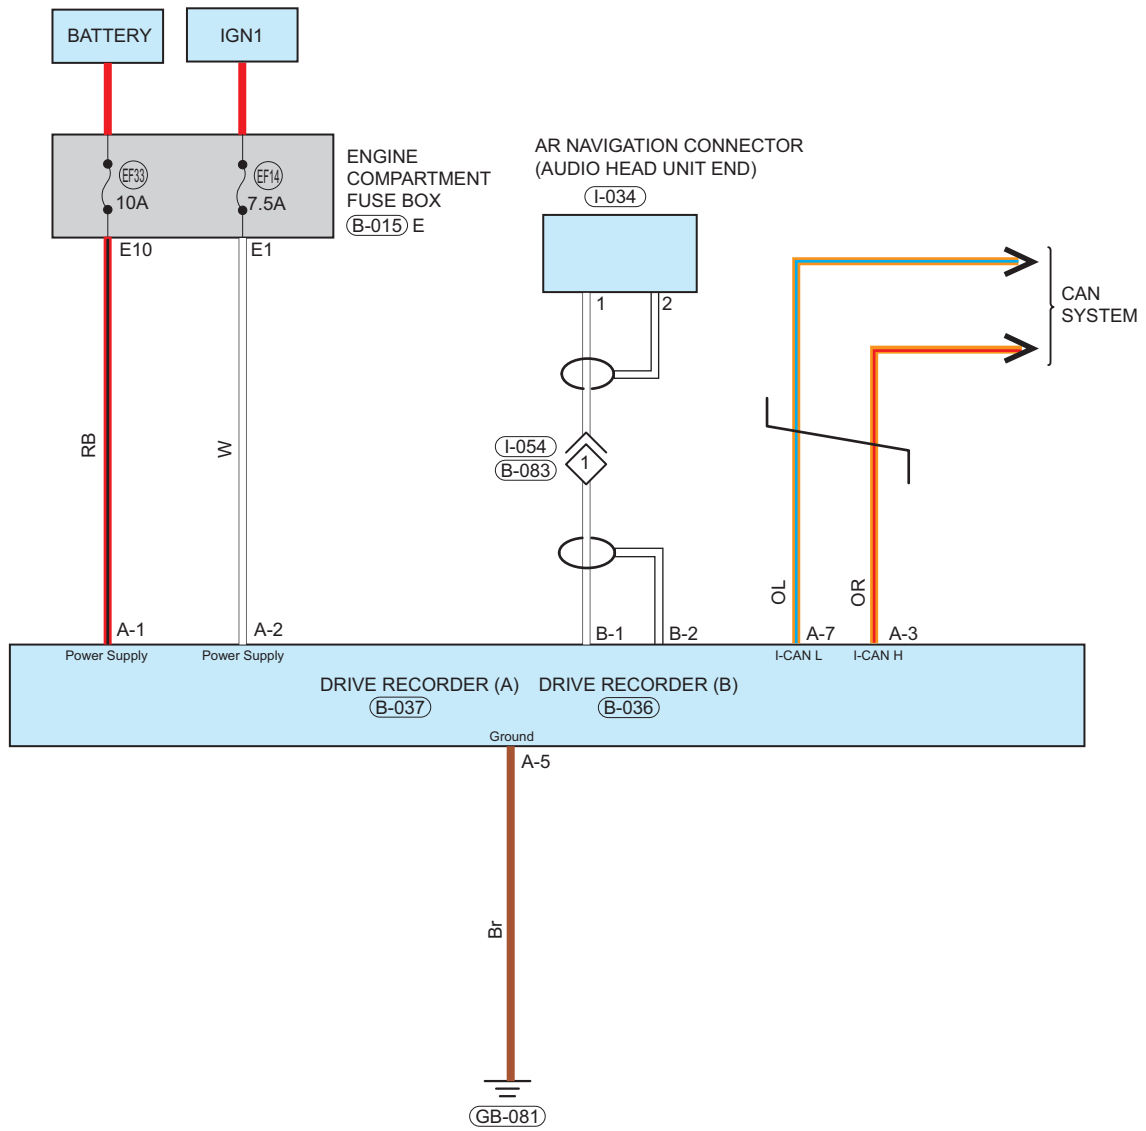 BATTERY
IGN1
EF33
10A
EF14
7.5A
ENGINE
COMPARTMENT
FUSE BOX
B-015 E
E10
E1
AR NAVIGATION CONNECTOR
(AUDIO HEAD UNIT END)
I-034
1
2
CAN
SYSTEM
RB
W
I-054
B-083
1
OL
OR
A-1
A-2
B-1
B-2
A-7
A-3
Power Supply
Power Supply
I-CAN L
I-CAN H
DRIVE RECORDER (A)
B-037
DRIVE RECORDER (B)
B-036
Ground
A-5
Br
GB-081